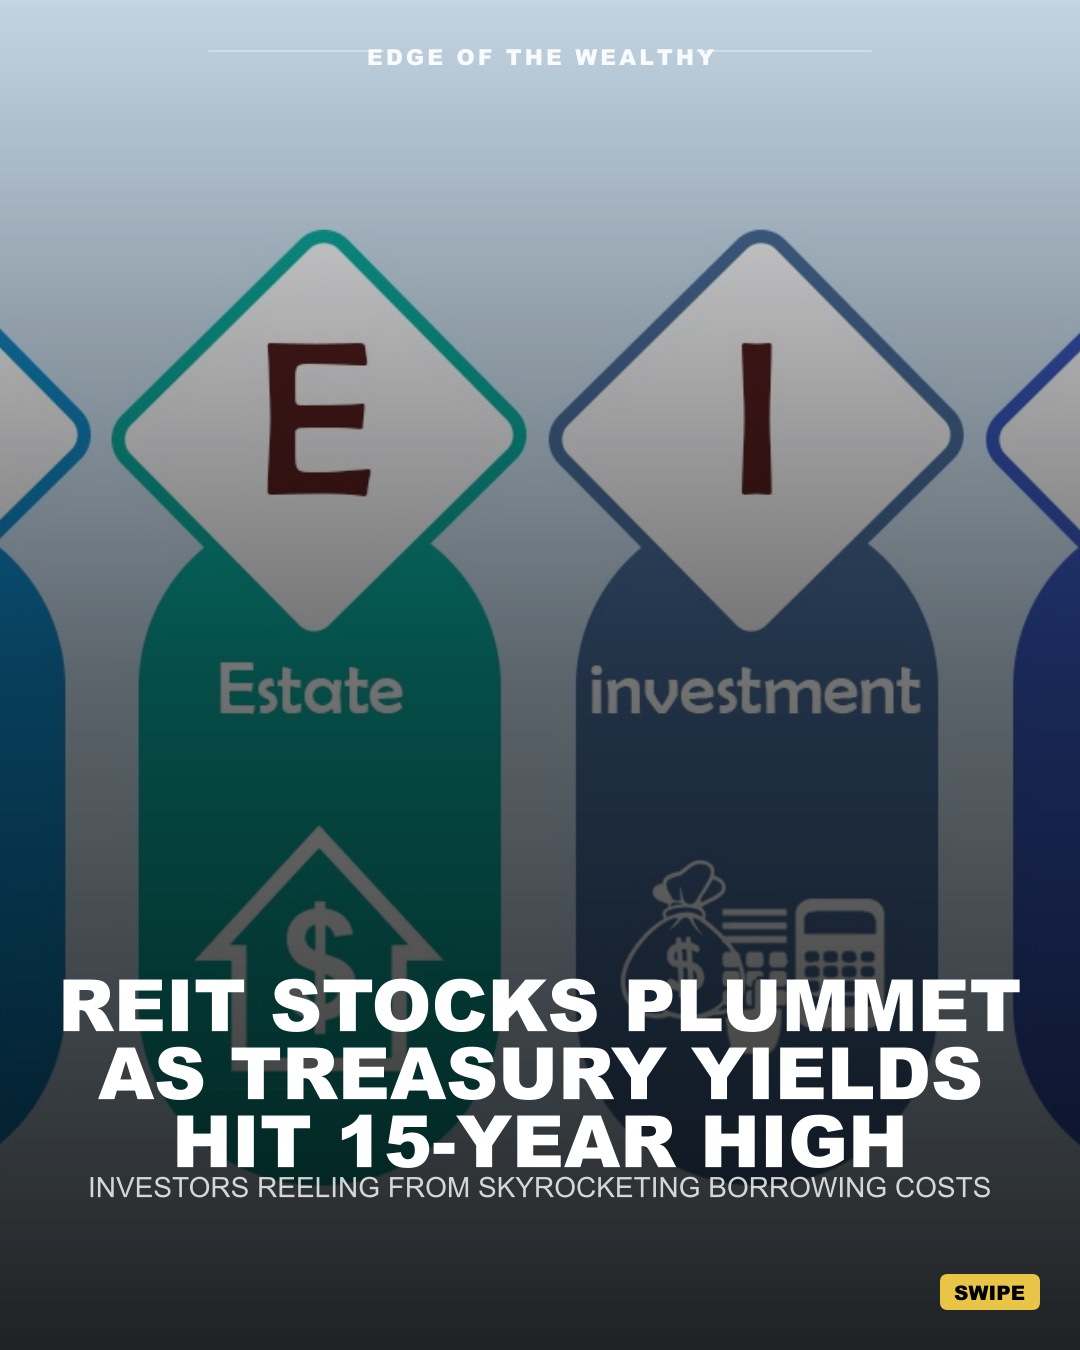 EDGE OF THE WEALTHY
E
I
Estate
investment
$
$
REIT STOCKS PLUMMET
AS TREASURY YIELDS
HIT 15-YEAR HIGH
INVESTORS REELING FROM SKYROCKETING BORROWING COSTS
SWIPE